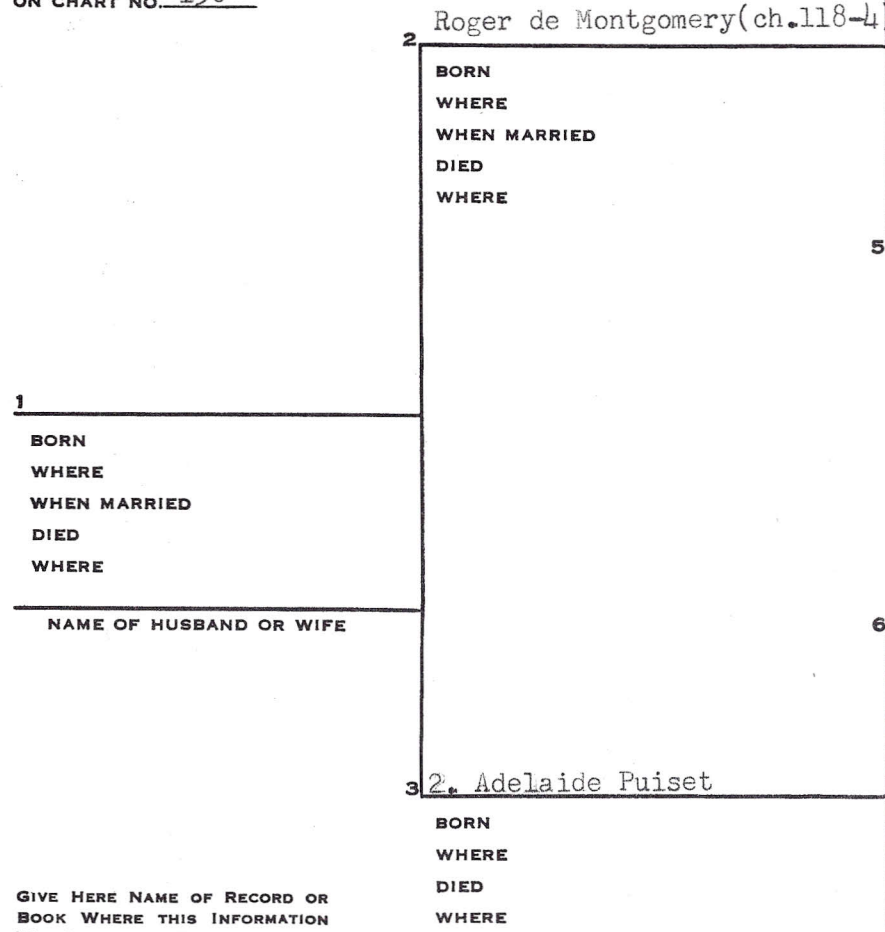 ON CHART NO.
Roger de Montgomery(ch.118-4)
2
BORN
WHERE
WHEN MARRIED
DIED
WHERE
5
1
BORN
WHERE
WHEN MARRIED
DIED
WHERE
NAME OF HUSBAND OR WIFE
6
3 2. Adelaide Puiset
BORN
WHERE
DIED
WHERE
GIVE HERE NAME OF RECORD OR
BOOK WHERE THIS INFORMATION